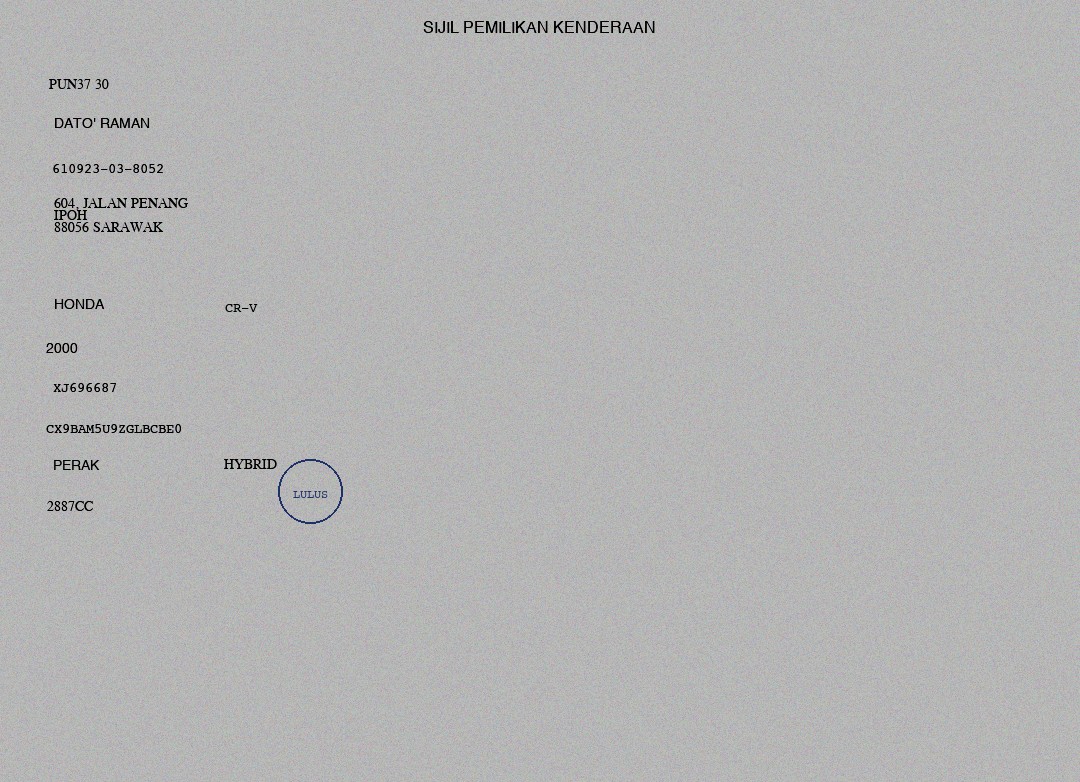 SIJIL PEMILIKAN KENDERAAN
PUN37 30
DATO' RAMAN
610923-03-8052
604, JALAN PENANG
IPOH
88056 SARAWAK
HONDA CR-V
2000
XJ696687
CX9BAM5U9ZGLBCBE0
PERAK HYBRID
LULUS
2887CC